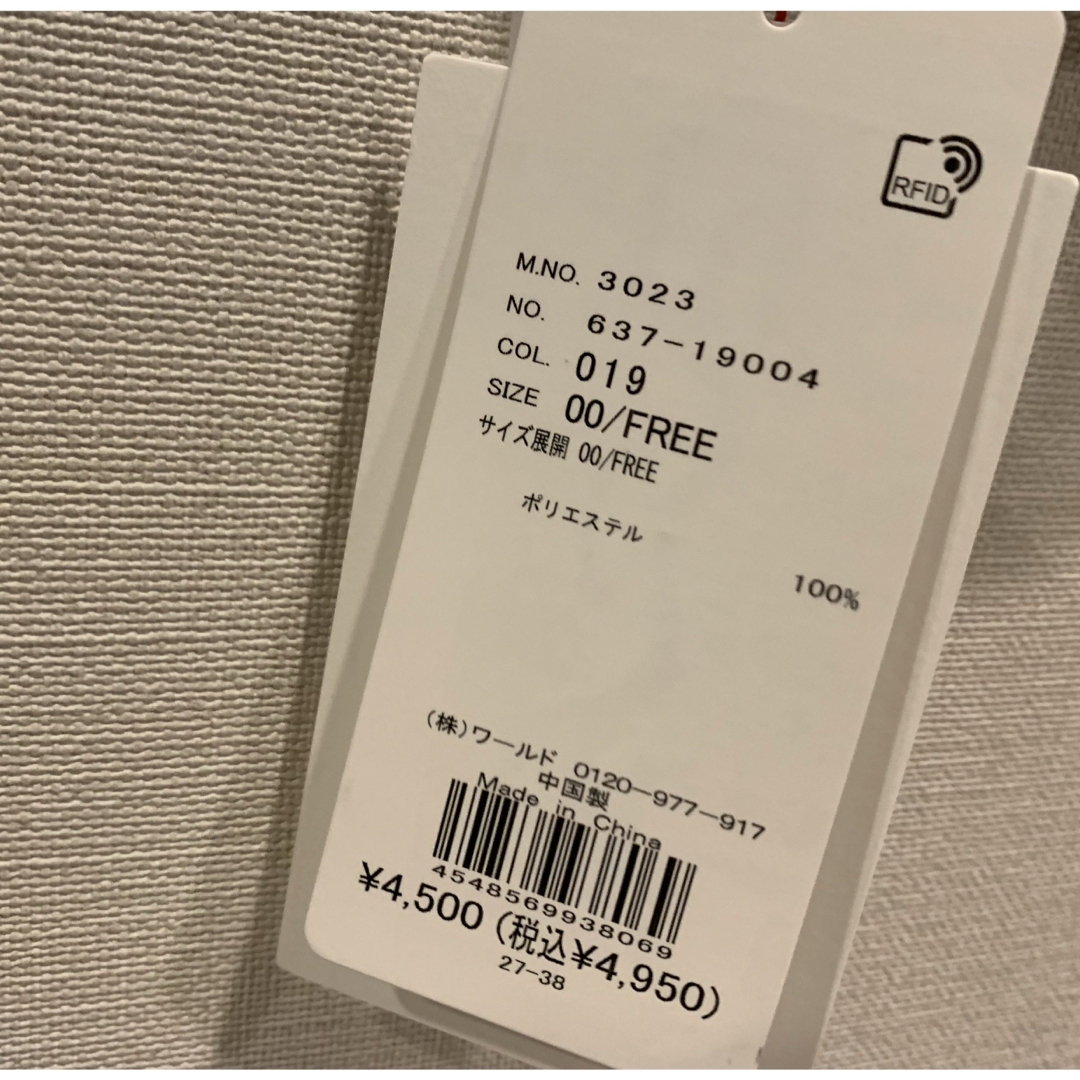 RFID
M.NO. 3023
NO. 637-19004
COL. 019
SIZE 00/FREE
サイズ展開 00/FREE
ポリエステル
100%
(株)ワールド 0120-977-917
中国製
Made in China
4548569938069
¥4,500(税込¥4,950)
27-38